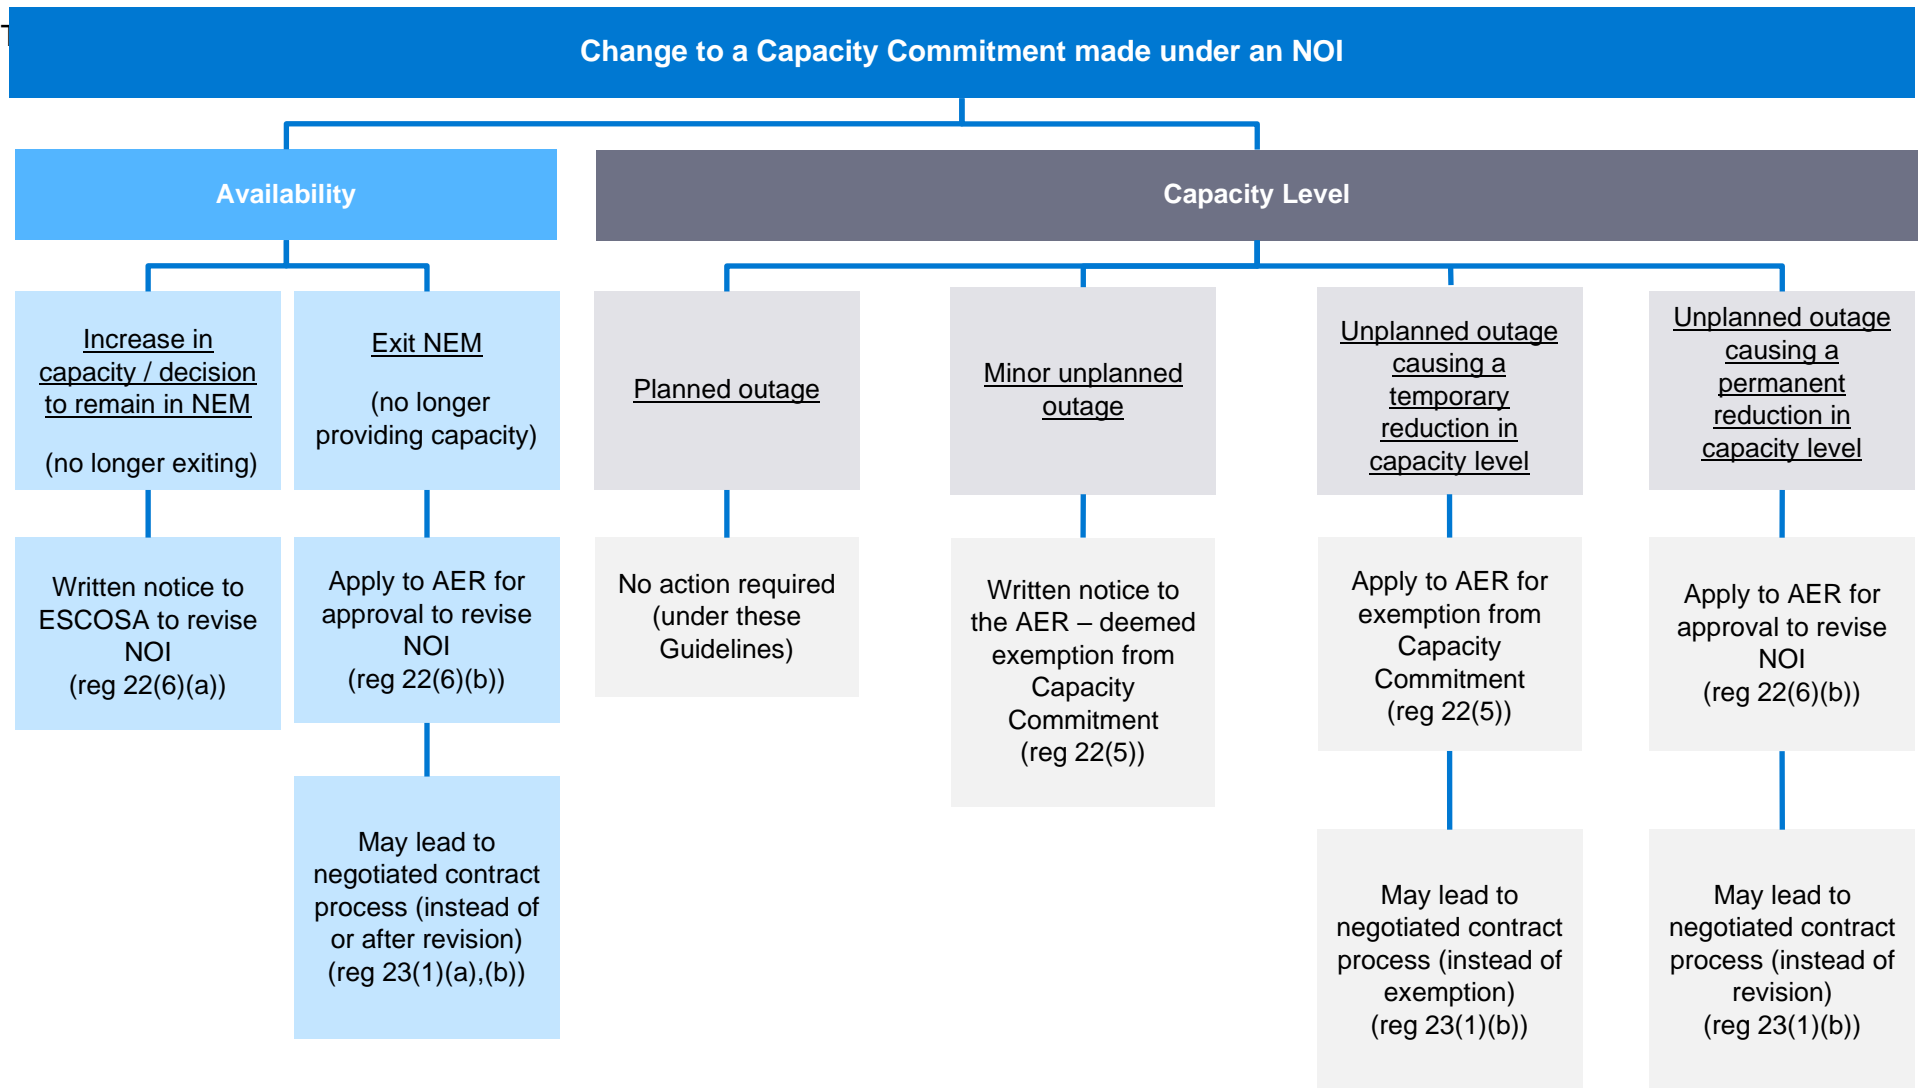 Change to a Capacity Commitment made under an NOI
Availability
Capacity Level
Increase in
capacity / decision
to remain in NEM
(no longer exiting)
Exit NEM
(no longer
providing capacity)
Planned outage
Minor unplanned
outage
Unplanned outage
causing a
temporary
reduction in
capacity level
Unplanned outage
causing a
permanent
reduction in
capacity level
Written notice to
ESCOSA to revise
NOI
(reg 22(6)(a))
Apply to AER for
approval to revise
NOI
(reg 22(6)(b))
No action required
(under these
Guidelines)
Written notice to
the AER – deemed
exemption from
Capacity
Commitment
(reg 22(5))
Apply to AER for
exemption from
Capacity
Commitment
(reg 22(5))
Apply to AER for
approval to revise
NOI
(reg 22(6)(b))
May lead to
negotiated contract
process (instead of
or after revision)
(reg 23(1)(a),(b))
May lead to
negotiated contract
process (instead of
exemption)
(reg 23(1)(b))
May lead to
negotiated contract
process (instead of
revision)
(reg 23(1)(b))